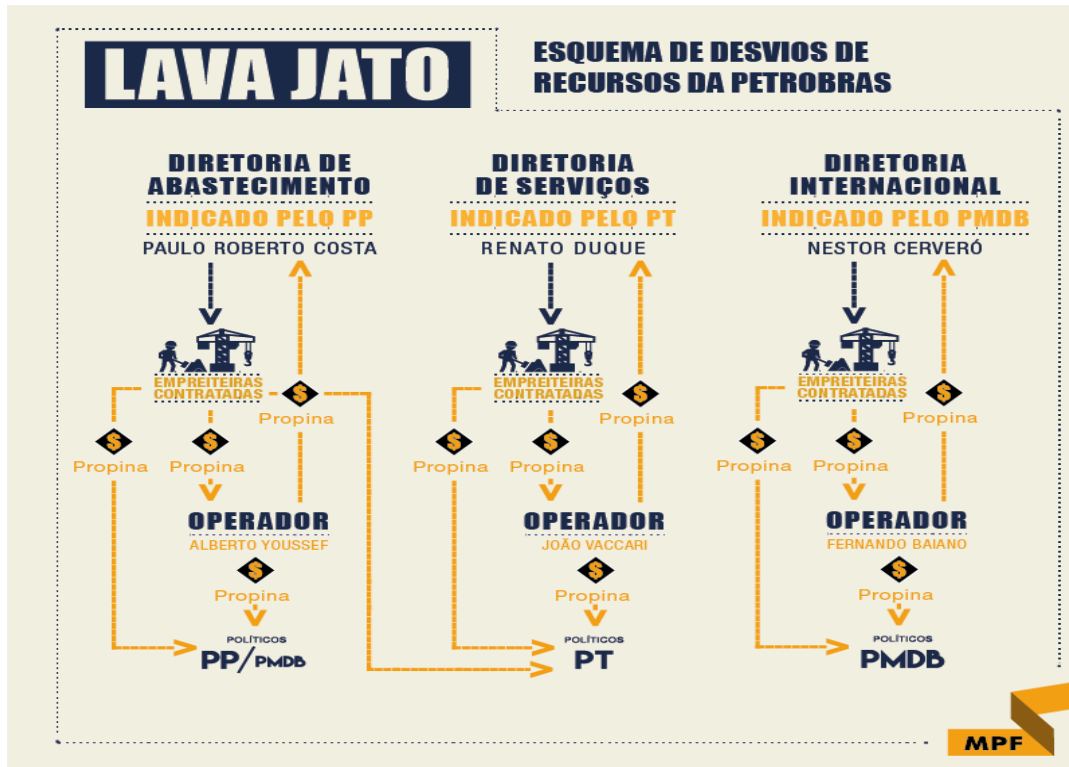 LAVA JATO
ESQUEMA DE DESVIOS DE
RECURSOS DA PETROBRAS
DIRETORIA DE
ABASTECIMENTO
INDICADO PELO PP
PAULO ROBERTO COSTA
EMPREITEIRAS
CONTRATADAS
$
Propina
$
Propina
$
Propina
OPERADOR
ALBERTO YOUSSEF
$
Propina
POLÍTICOS
PP/PMDB
DIRETORIA
DE SERVIÇOS
INDICADO PELO PT
RENATO DUQUE
EMPREITEIRAS
CONTRATADAS
$
Propina
$
Propina
$
Propina
OPERADOR
JOÃO VACCARI
$
Propina
POLÍTICOS
PT
DIRETORIA
INTERNACIONAL
INDICADO PELO PMDB
NESTOR CERVERÓ
EMPREITEIRAS
CONTRATADAS
$
Propina
$
Propina
$
Propina
OPERADOR
FERNANDO BAIANO
$
Propina
POLÍTICOS
PMDB
MPF